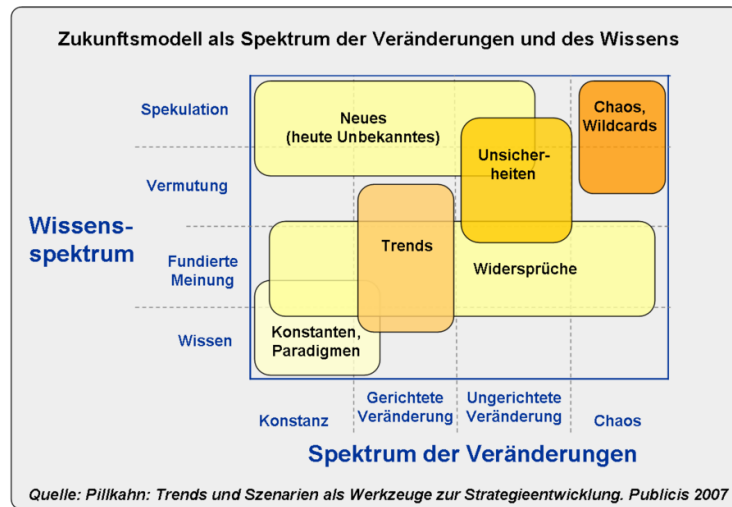 Zukunftsmodell als Spektrum der Veränderungen und des Wissens
Spekulation
Neues
(heute Unbekanntes)
Chaos,
Wildcards
Unsicher-
heiten
Vermutung
Wissens-
spektrum
Trends
Fundierte
Meinung
Widersprüche
Wissen
Konstanten,
Paradigmen
Konstanz
Gerichtete
Veränderung
Ungerichtete
Veränderung
Chaos
Spektrum der Veränderungen
Quelle: Pillkahn: Trends und Szenarien als Werkzeuge zur Strategieentwicklung. Publicis 2007